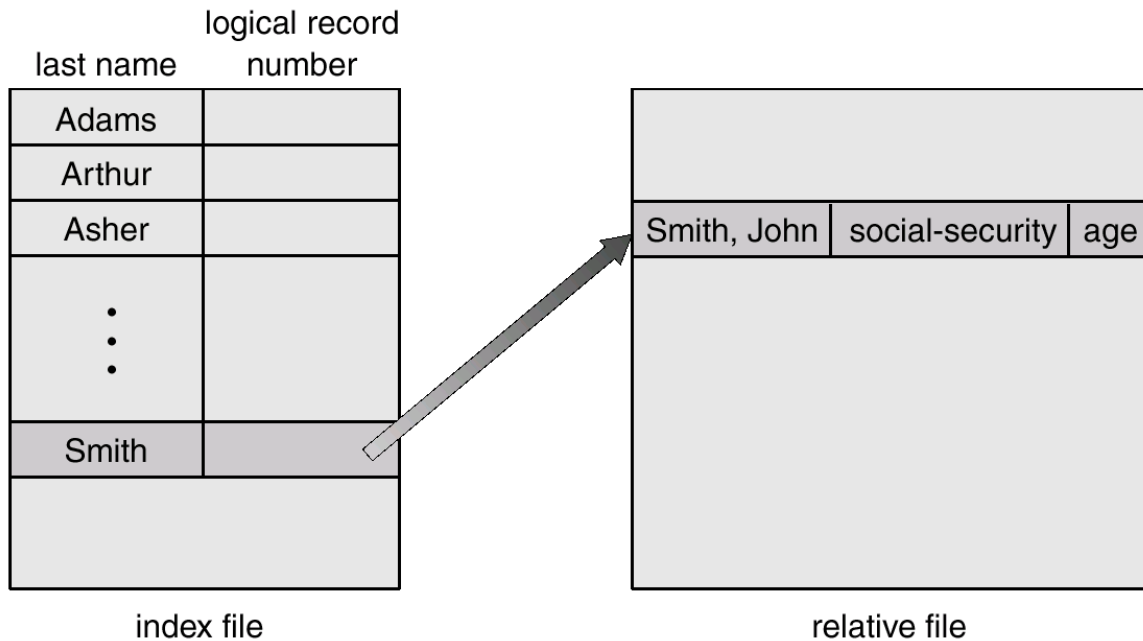 logical record
last name number
Adams
Arthur
Asher
Smith
Smith, John social-security age
index file
relative file